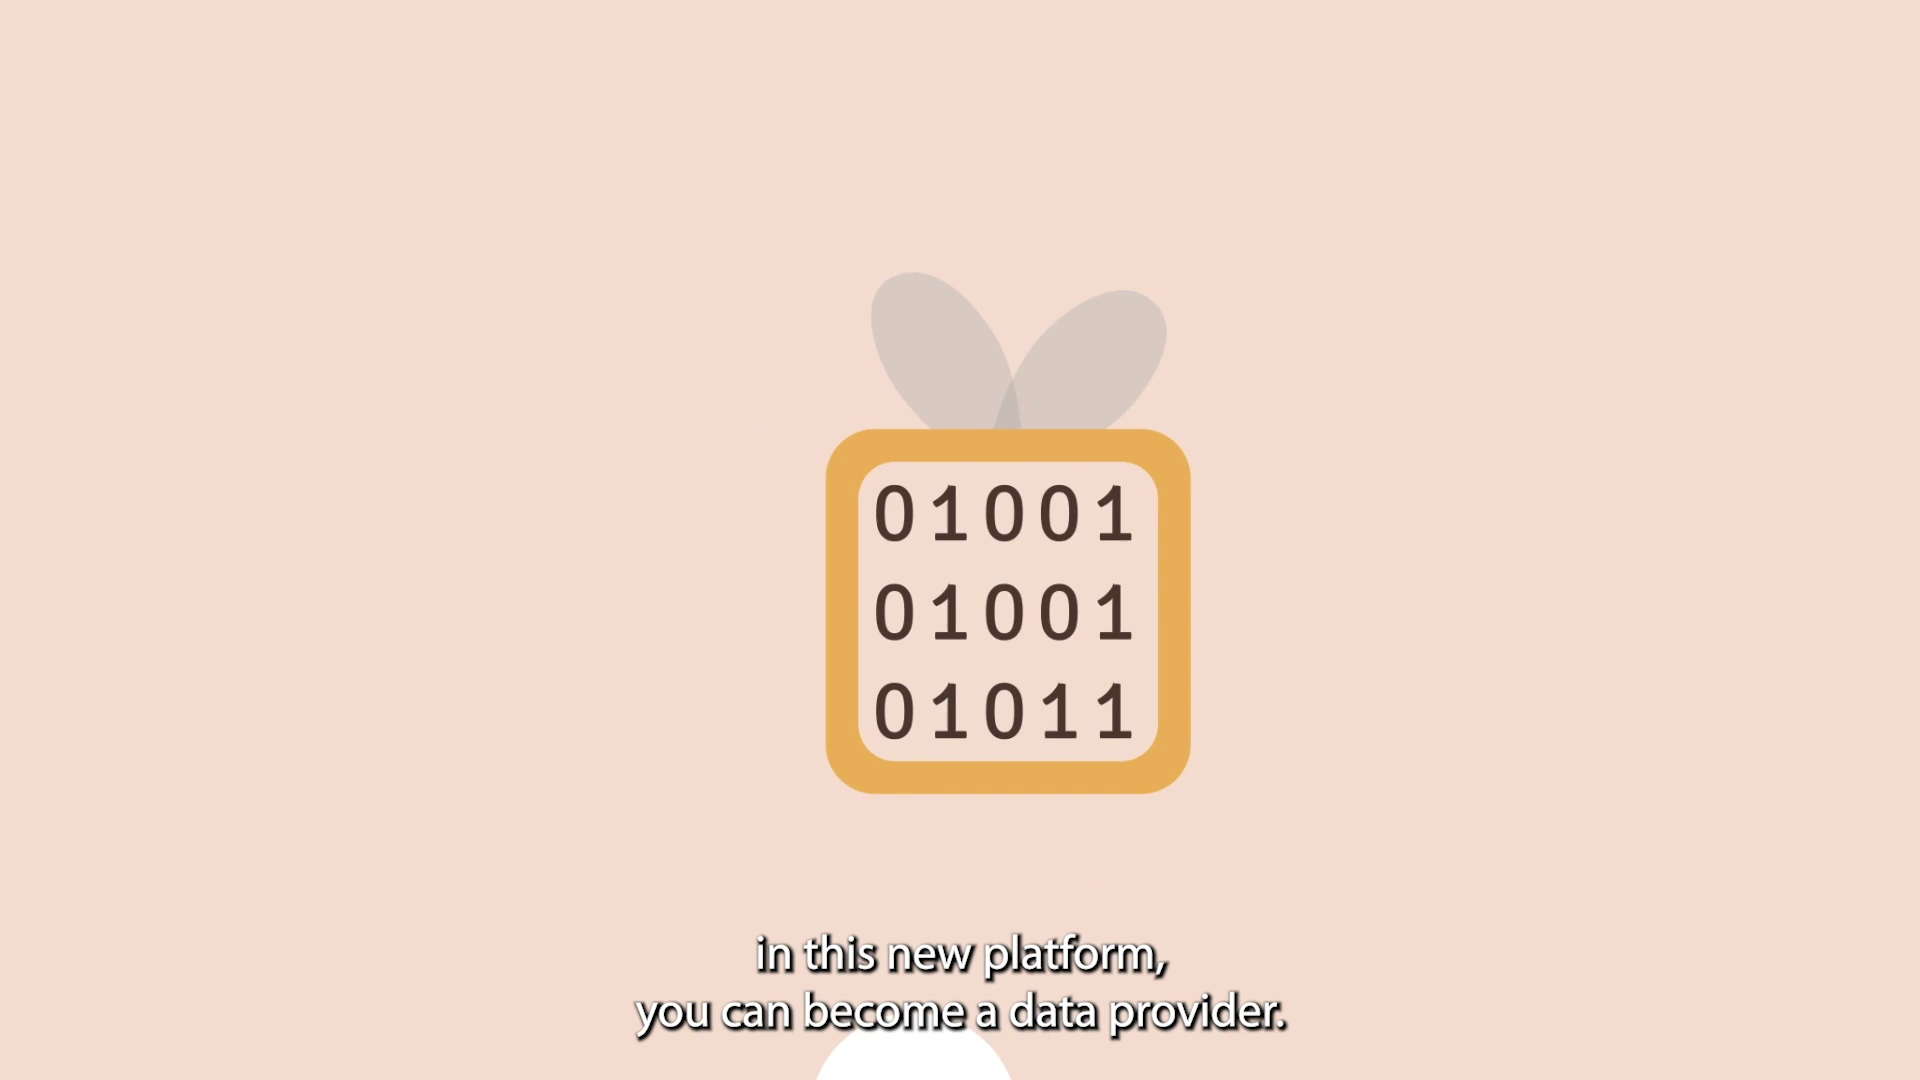 01001
01001
01011
in this new platform,
you can become a data provider.